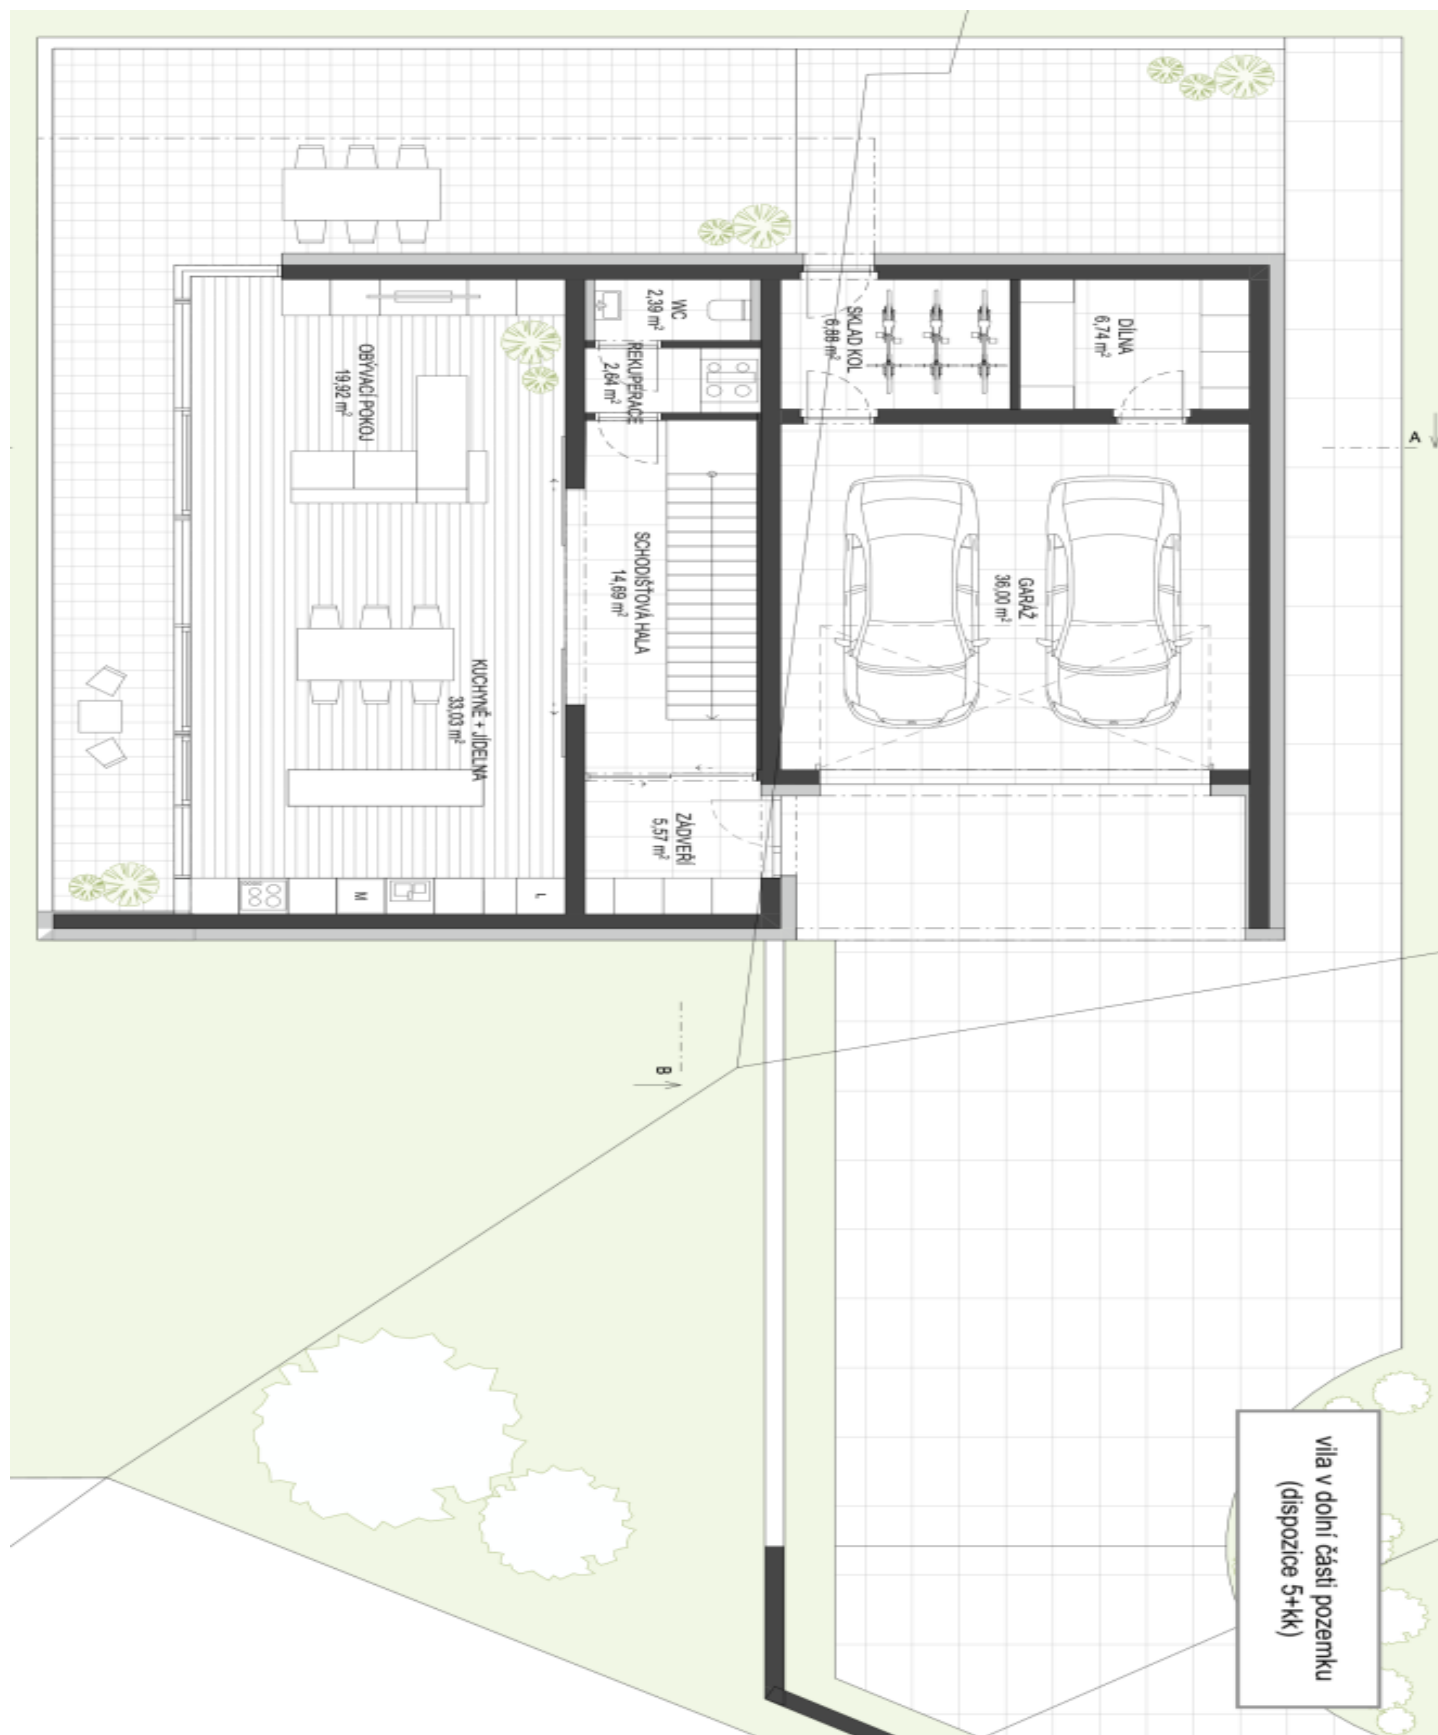 WC
2,39 m²
REKUPERACE
2,64 m²
SKLAD KOL
6,88 m²
DÍLNA
6,74 m²
OBÝVACÍ POKOJ
19,92 m²
A
SCHODIŠŤOVÁ HALA
14,69 m²
GARÁŽ
36,00 m²
KUCHYNĚ + JÍDELNA
33,03 m²
ZÁDVEŘÍ
5,57 m²
M
L
B
vila v dolní části pozemku
(dispozice 5+kk)